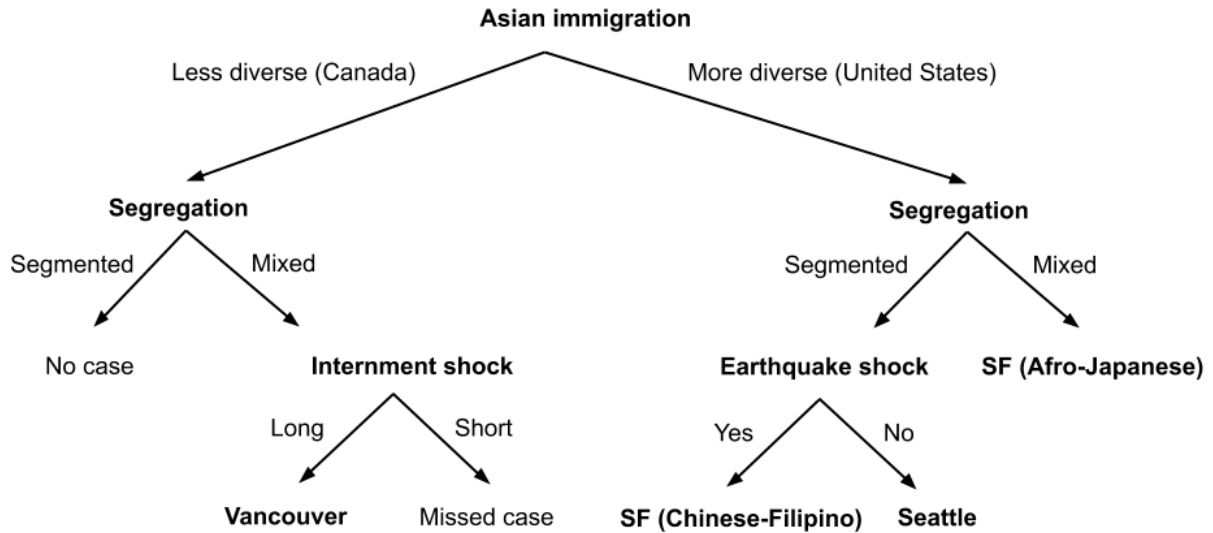 Asian immigration
Less diverse (Canada)
More diverse (United States)
Segregation
Segregation
Segmented
Mixed
Segmented
Mixed
No case
Internment shock
Earthquake shock
SF (Afro-Japanese)
Long
Short
Yes
No
Vancouver
Missed case
SF (Chinese-Filipino)
Seattle